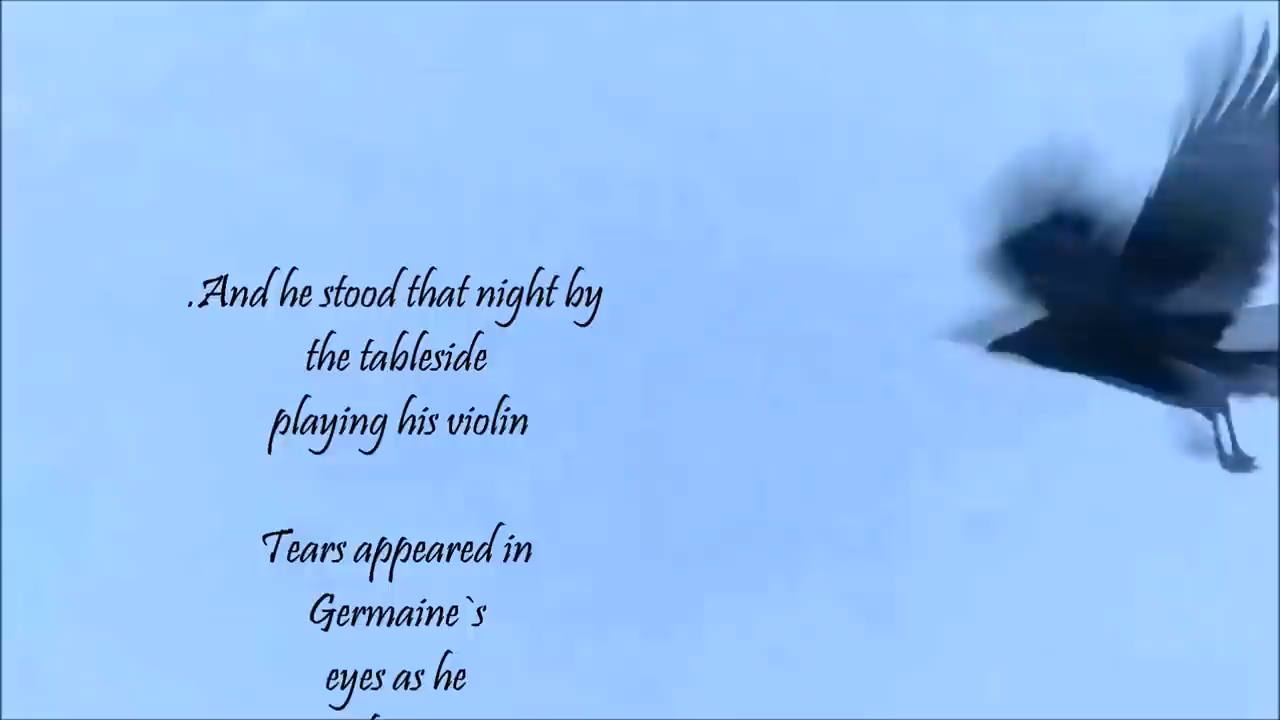 .And he stood that night by
the tableside
playing his violin
Tears appeared in
Germaine`s
eyes as he